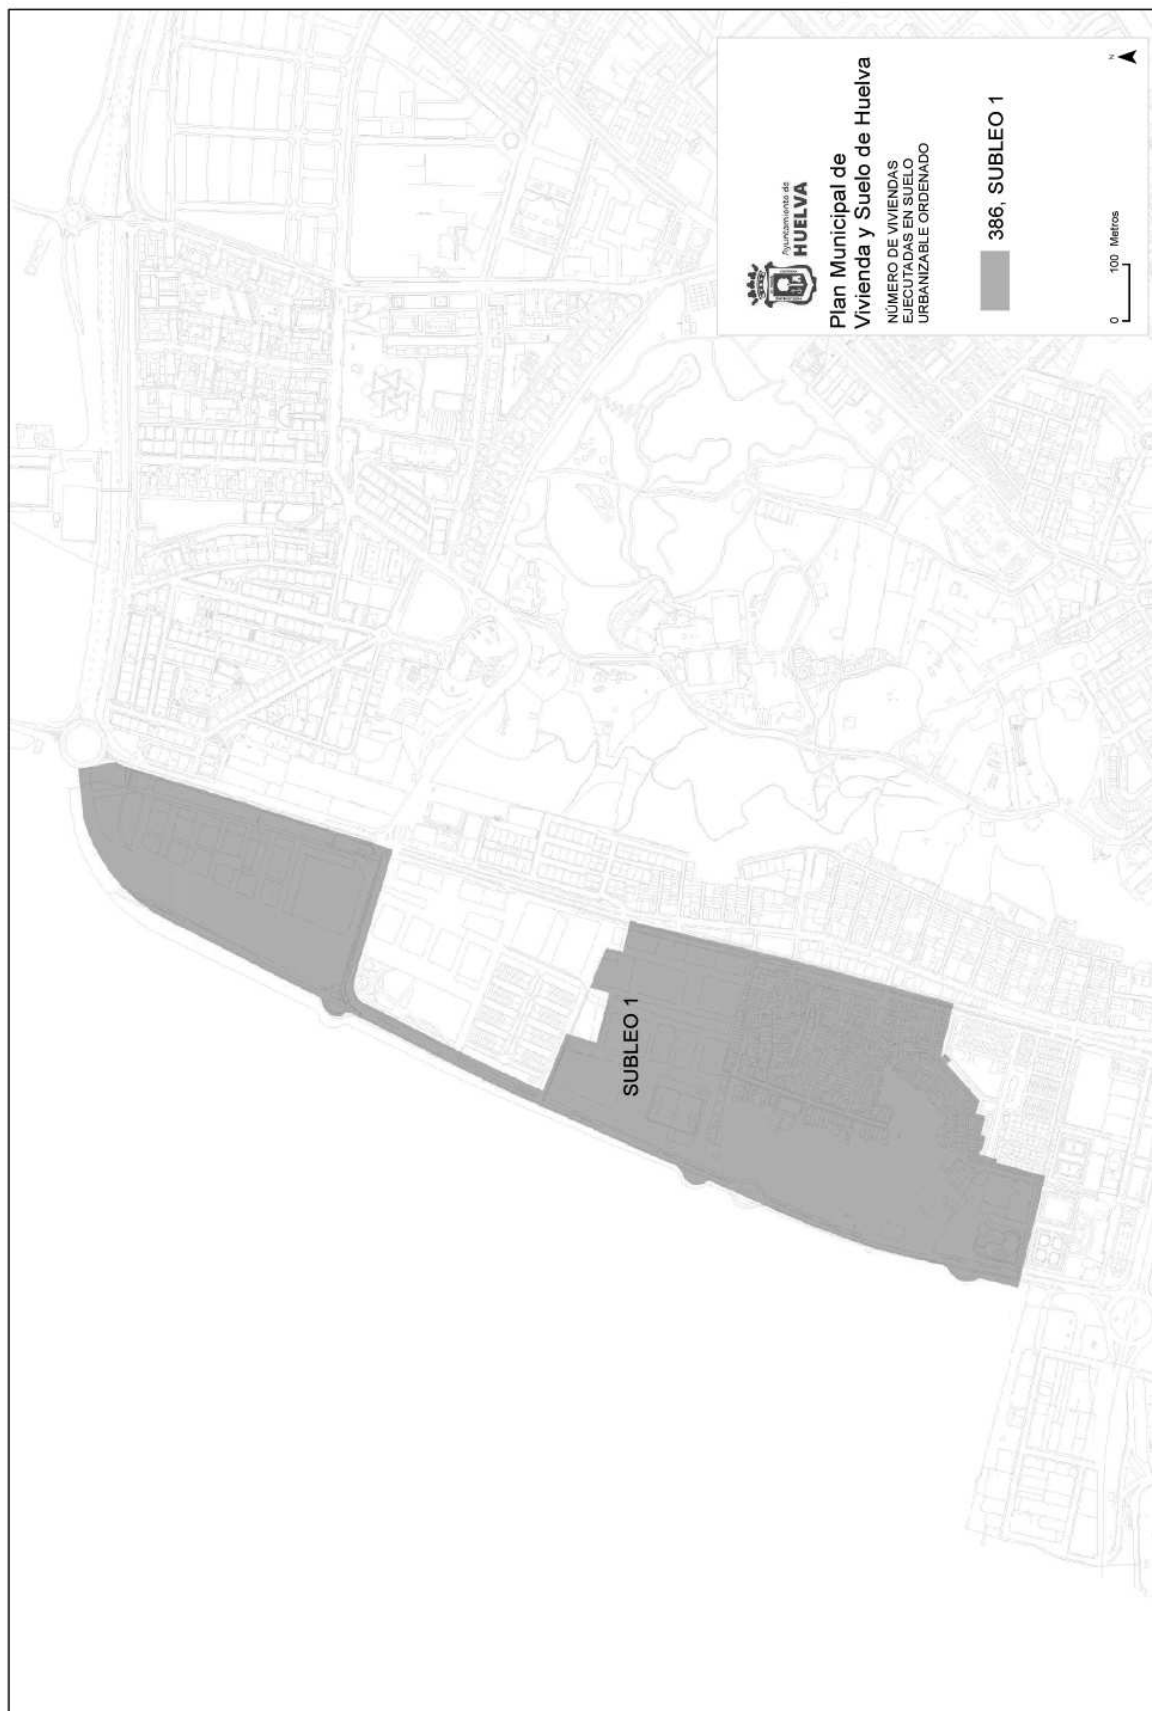 SUBLEO 1
Ayuntamiento de
HUELVA
Plan Municipal de
Vivienda y Suelo de Huelva
NÚMERO DE VIVIENDAS
EJECUTADAS EN SUELO
URBANIZABLE ORDENADO
386, SUBLEO 1
0 100 Metros
N